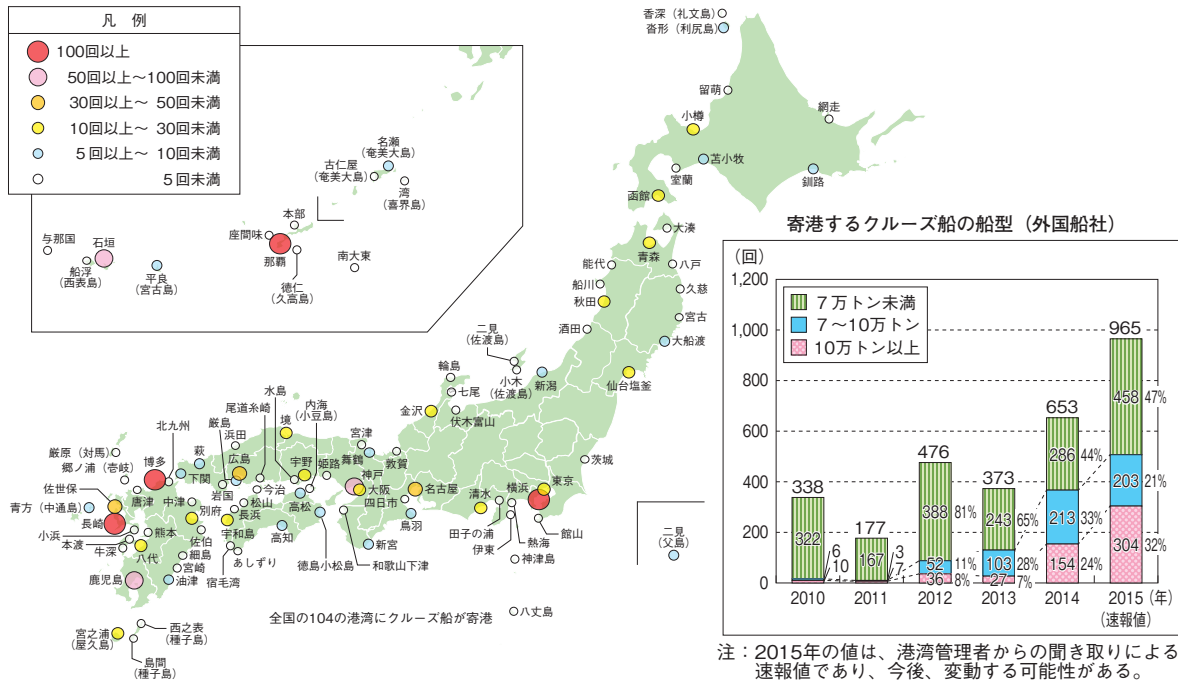 凡 例
100回以上
50回以上~100回未満
30回以上~ 50回未満
10回以上~ 30回未満
5回以上~ 10回未満
5回未満
名瀬
(奄美大島)
古仁屋
(奄美大島)
湾
(喜界島)
本部
座間味
那覇
徳仁
(久高島)
南大東
与那国
石垣
船浮
(西表島)
平良
(宮古島)
香深(礼文島)
沓形(利尻島)
留萌
網走
小樽
苫小牧
室蘭
釧路
函館
大湊
青森
能代
八戸
船川
久慈
秋田
宮古
酒田
大船渡
二見
(佐渡島)
小木
(佐渡島)
新潟
仙台塩釜
輪島
七尾
金沢
伏木富山
茨城
水島
内海
(小豆島)
尾道糸崎
厳島
北九州
浜田
境
宮津
厳原(対馬)
萩
広島
宇野
姫路
舞鶴
敦賀
郷ノ浦(壱岐)
博多
下関
神戸
佐世保
唐津
中津
岩国
今治
高松
大阪
四日市
名古屋
清水
横浜
東京
青方(中通島)
別府
松山
長浜
長崎
小浜
熊本
佐伯
宇和島
高知
鳥羽
田子の浦
熱海
館山
本渡
牛深
八代
細島
宮崎
あしずり
宿毛湾
徳島小松島
和歌山下津
新宮
伊東
神津島
鹿児島
油津
八丈島
宮之浦
(屋久島)
西之表
(種子島)
島間
(種子島)
二見
(父島)
全国の104の港湾にクルーズ船が寄港
寄港するクルーズ船の船型(外国船社)
(回)
1,200
1,000
800
600
400
200
0
7万トン未満
7~10万トン
10万トン以上
338
322
6
10
177
167
3
7
476
388 81%
52 11%
36 8%
373
243 65%
103 28%
27 7%
653
286 44%
213 33%
154 24%
965
458 47%
203 21%
304 32%
2010 2011 2012 2013 2014 2015 (年)
(速報値)
注:2015年の値は、港湾管理者からの聞き取りによる
速報値であり、今後、変動する可能性がある。